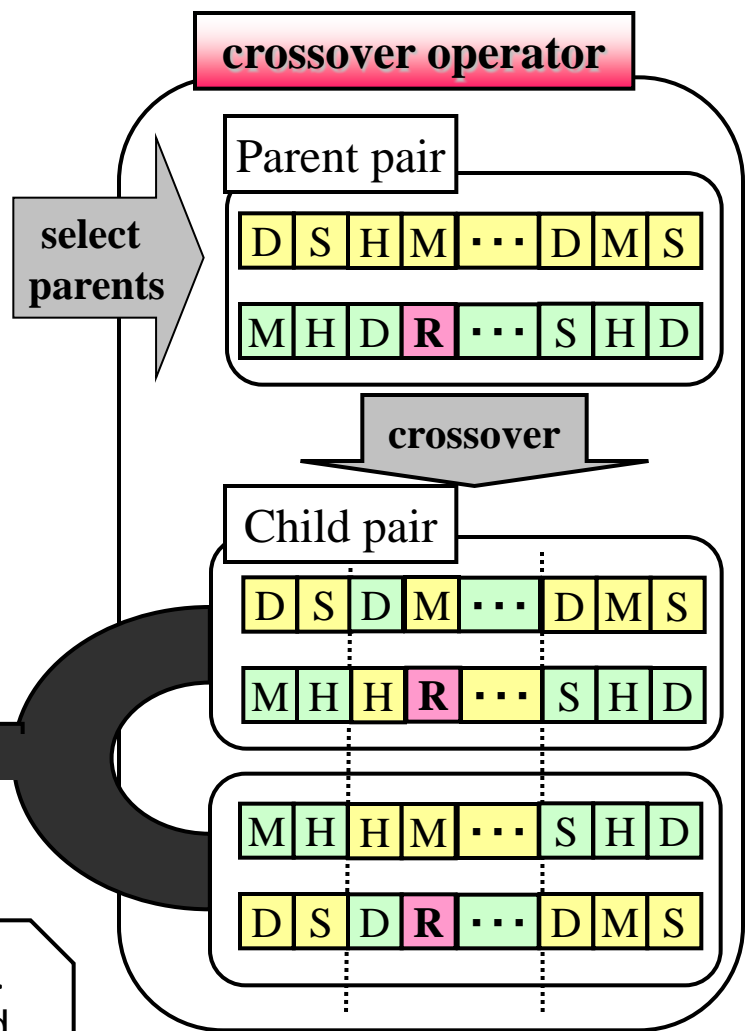 crossover operator
Parent pair
select
parents
D S H M ··· D M S
M H D R ··· S H D
crossover
Child pair
D S D M ··· D M S
M H H R ··· S H D
M H H M ··· S H D
D S D R ··· D M S